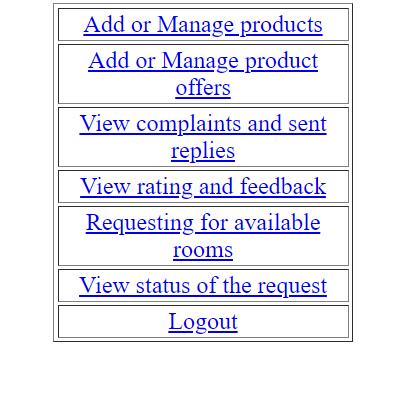 Add or Manage products
Add or Manage product
offers
View complaints and sent
replies
View rating and feedback
Requesting for available
rooms
View status of the request
Logout